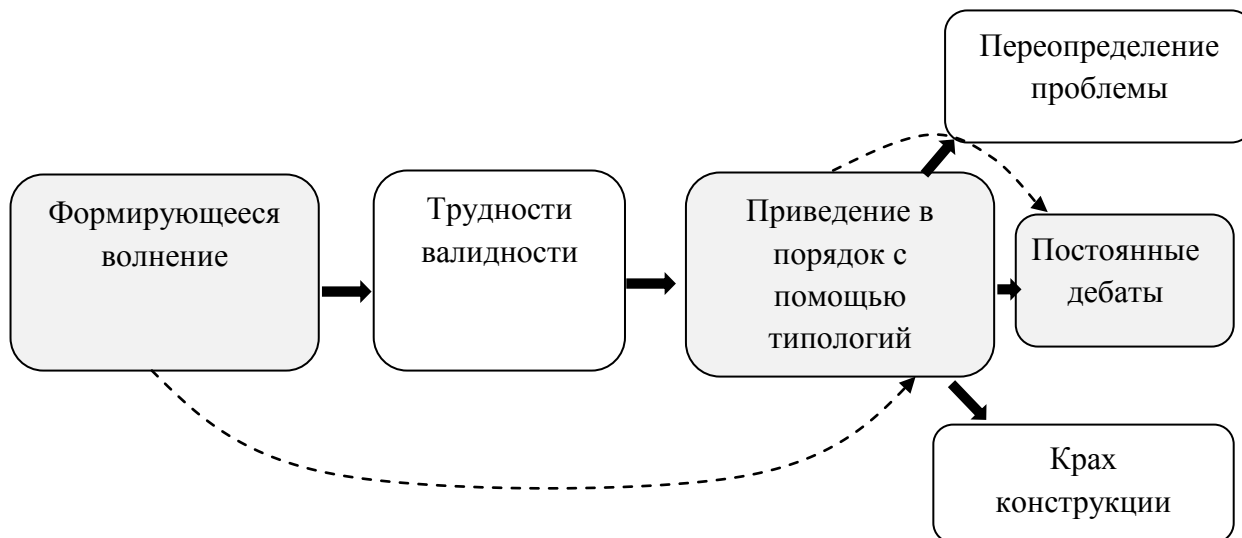 Переопределение
проблемы
Формирующееся
волнение
Трудности
валидности
Приведение в
порядок с
помощью
типологий
Постоянные
дебаты
Крах
конструкции